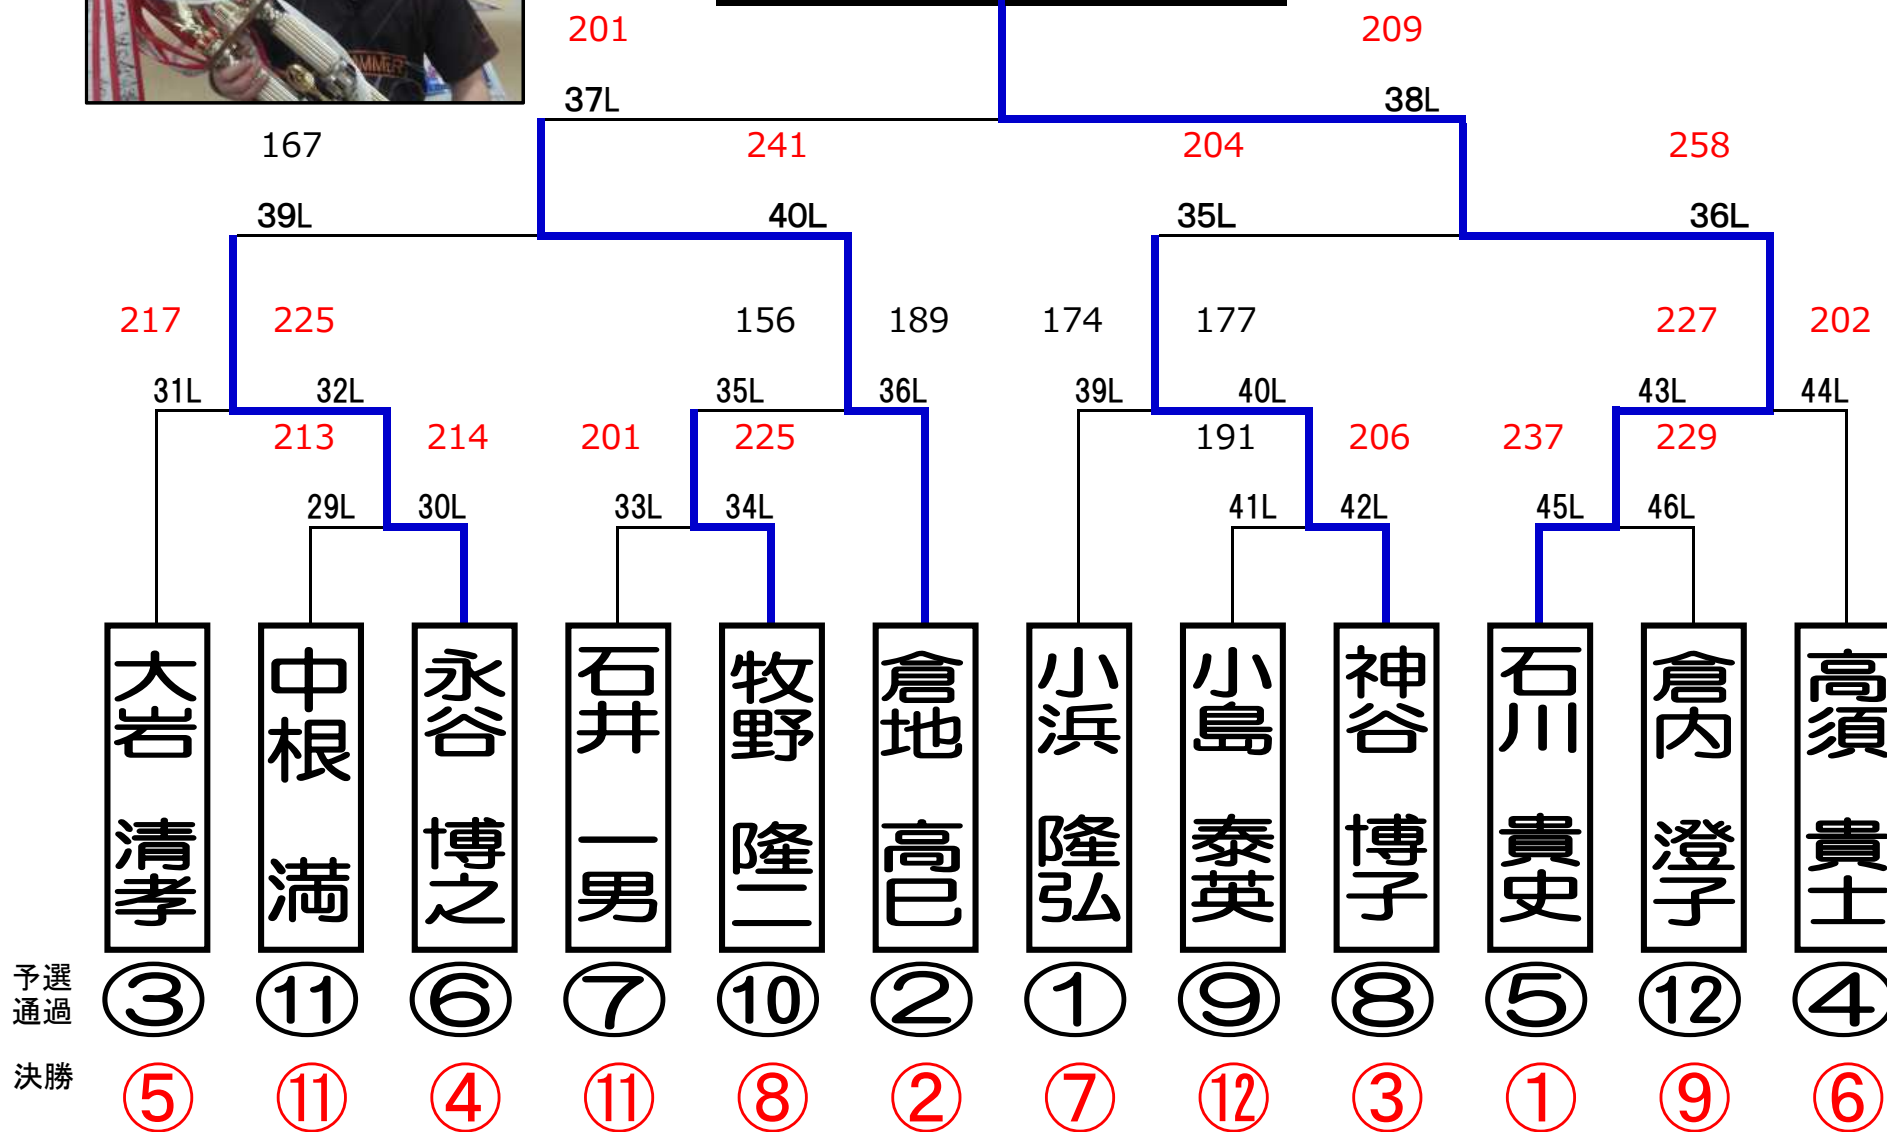 AMMER
201 209
37L 38L
167 241 204 258
39L 40L 35L 36L
217 225 156 189 174 177 227 202
31L 32L 35L 36L 39L 40L 43L 44L
213 214 201 225 191 206 237 229
29L 30L 33L 34L 41L 42L 45L 46L
大岩 清孝
中根 満
永谷 博之
石井 一男
牧野 隆二
倉地 高巳
小浜 隆弘
小島 泰英
神谷 博子
石川 貴史
倉内 澄子
高須 貴士
予選
通過 ③ ⑪ ⑥ ⑦ ⑩ ② ① ⑨ ⑧ ⑤ ⑫ ④
決勝 ⑤ ⑪ ④ ⑪ ⑧ ② ⑦ ⑫ ③ ① ⑨ ⑥